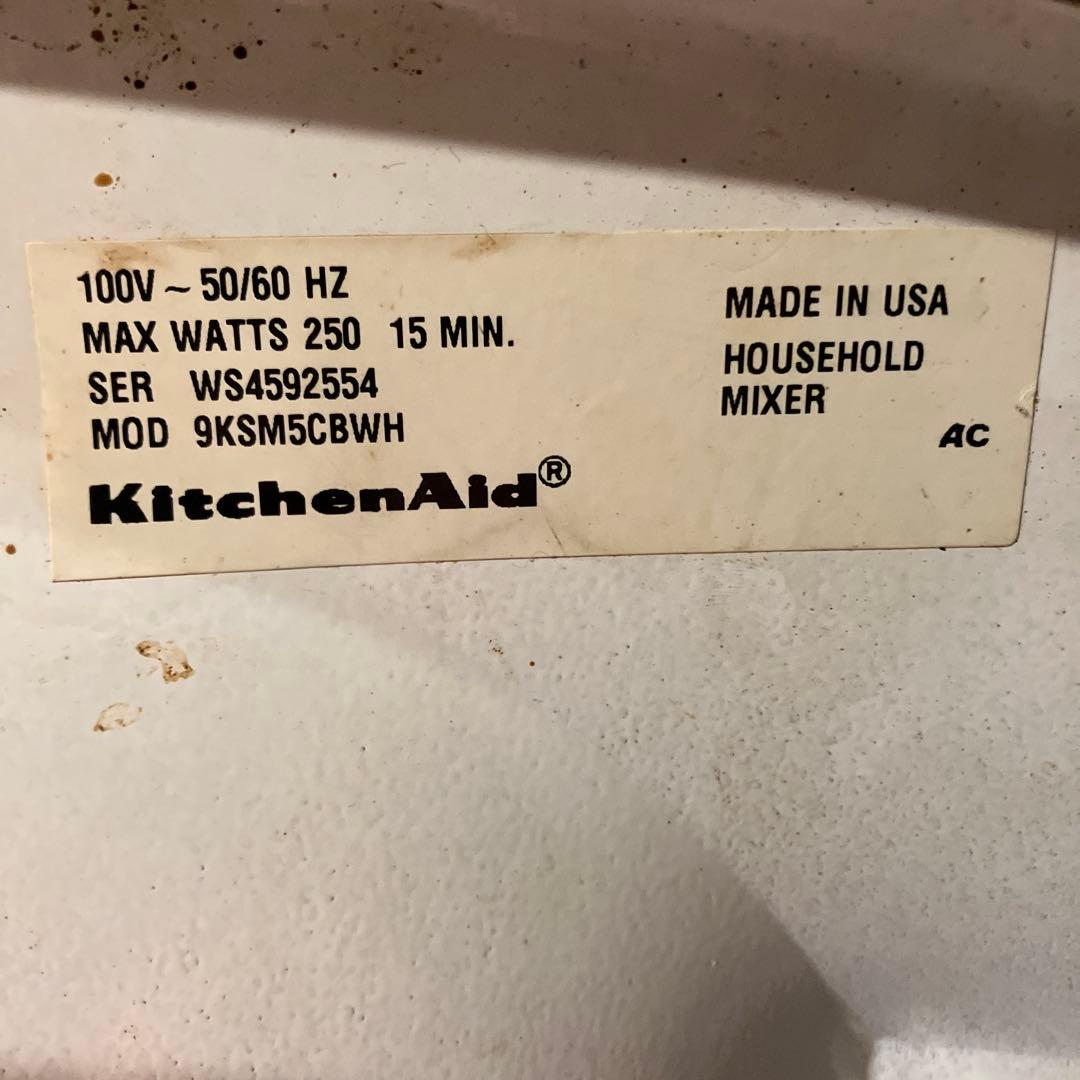 100V ~ 50/60 HZ
MAX WATTS 250 15 MIN.
SER WS4592554
MOD 9KSM5CBWH
KitchenAid®
MADE IN USA
HOUSEHOLD
MIXER
AC